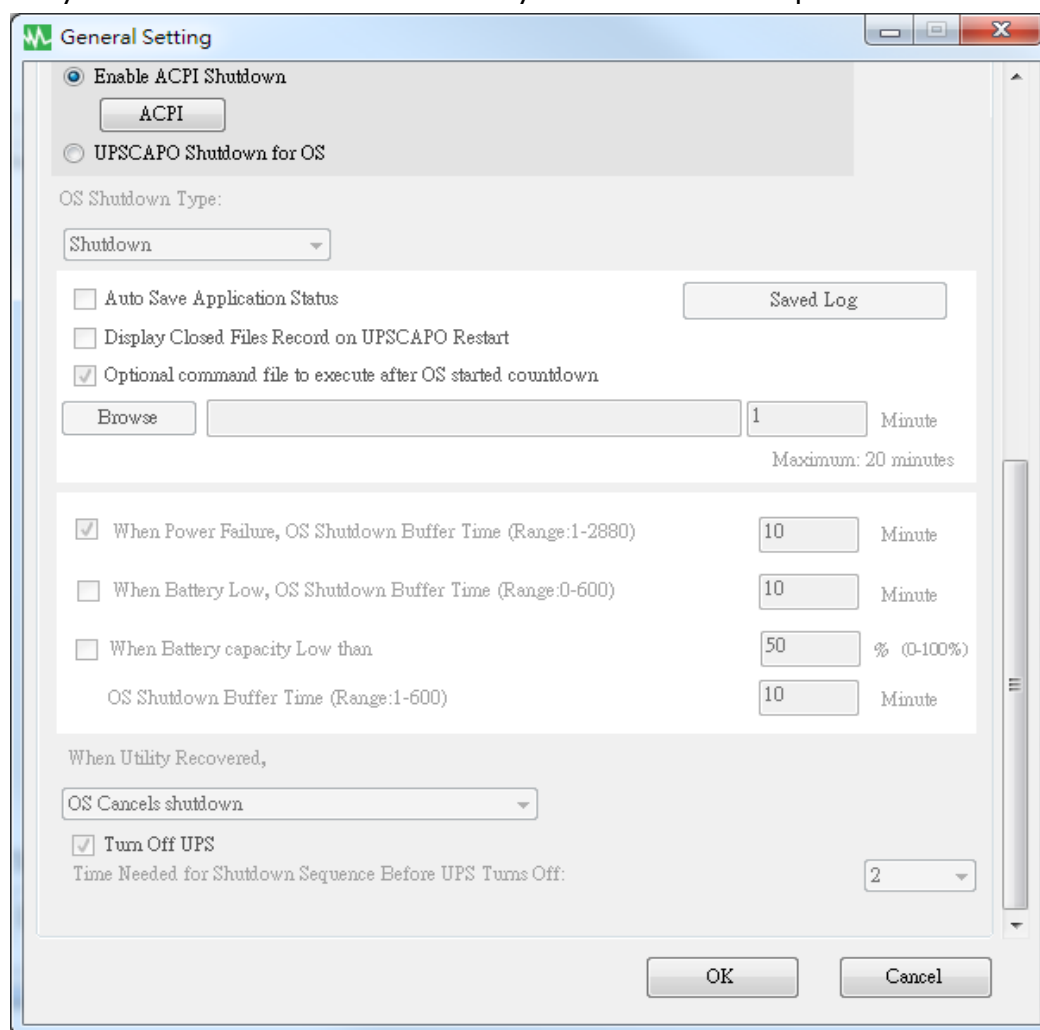 General Setting
Enable ACPI Shutdown
ACPI
UPSCAPO Shutdown for OS
OS Shutdown Type:
Shutdown
Auto Save Application Status
Saved Log
Display Closed Files Record on UPSCAPO Restart
Optional command file to execute after OS started countdown
Browse 1 Minute
Maximum: 20 minutes
When Power Failure, OS Shutdown Buffer Time (Range:1-2880) 10 Minute
When Battery Low, OS Shutdown Buffer Time (Range:0-600) 10 Minute
When Battery capacity Low than 50 % (0-100%)
OS Shutdown Buffer Time (Range:1-600) 10 Minute
When Utility Recovered,
OS Cancels shutdown
Turn Off UPS
Time Needed for Shutdown Sequence Before UPS Turns Off: 2
OK Cancel